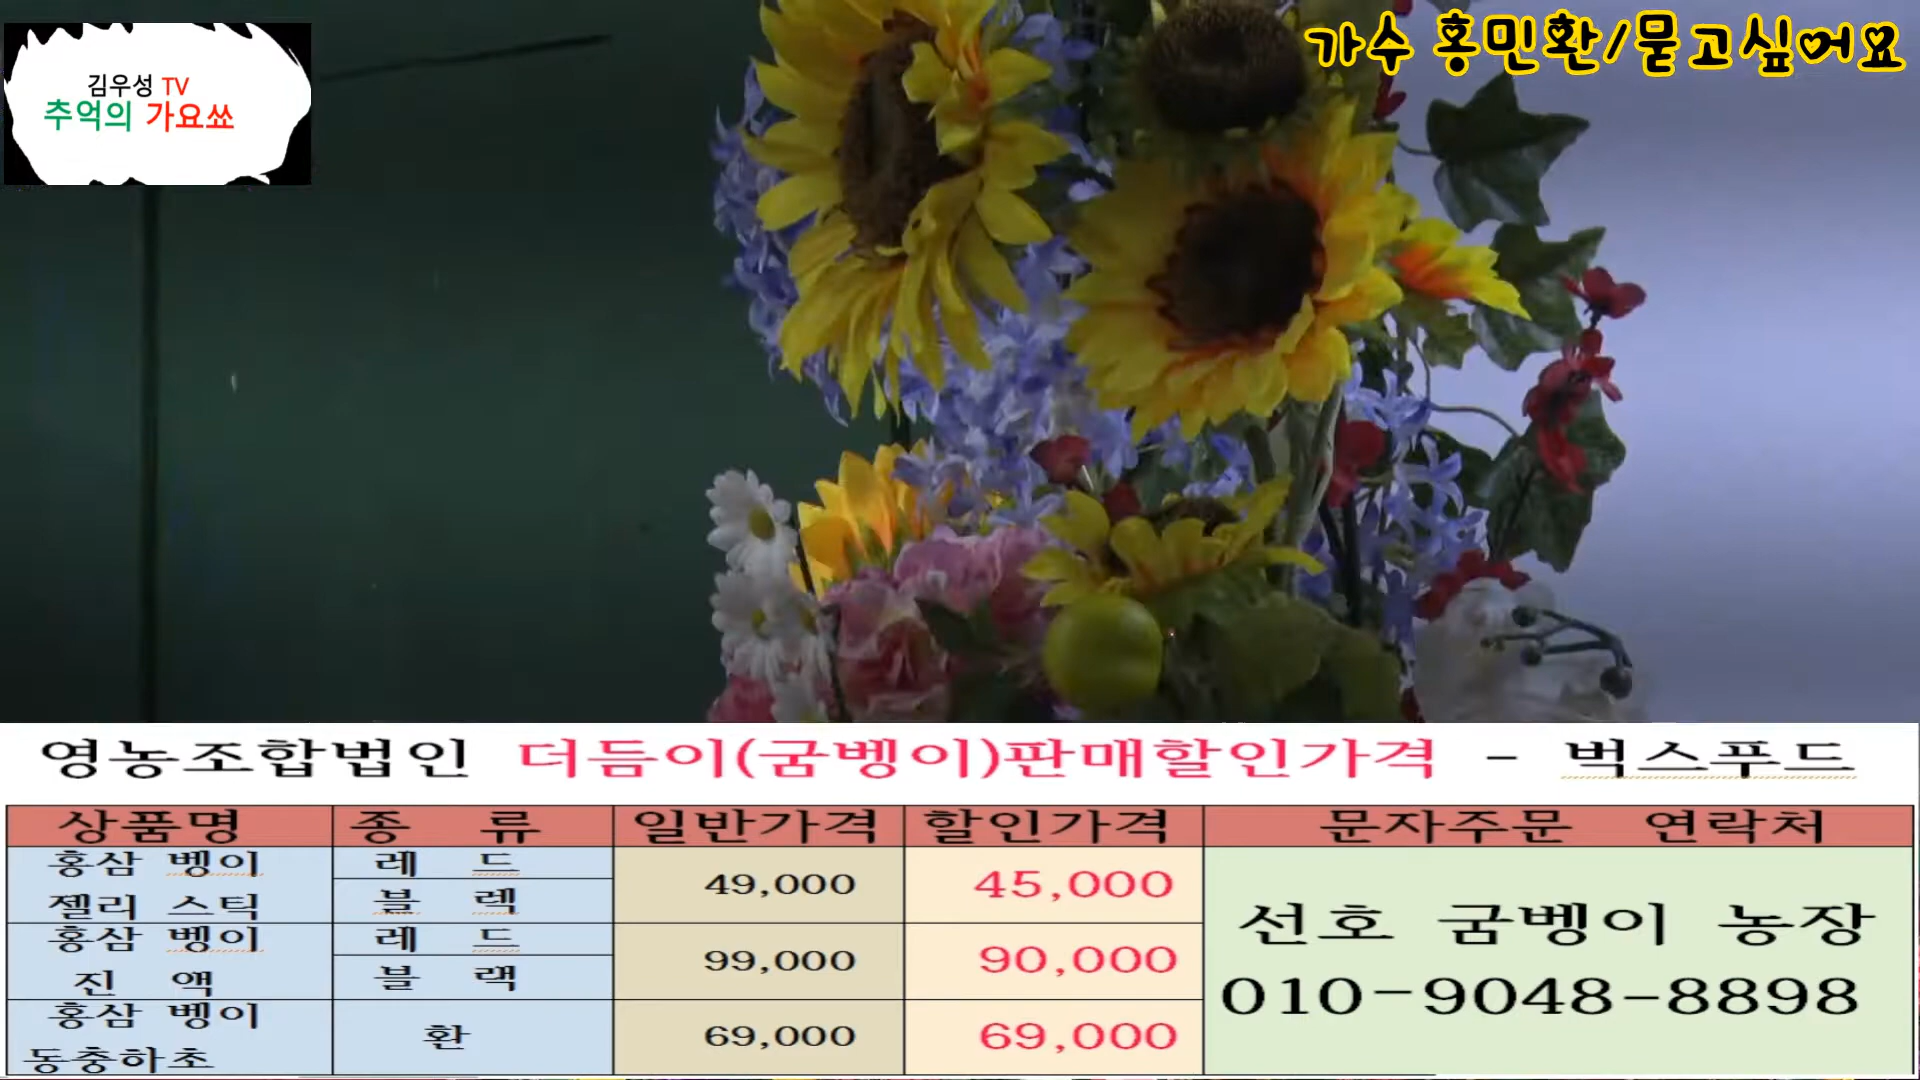 김우성 TV
추억의 가요쑈
가수 홍민환/묻고싶어요
영농조합법인 더듬이(굼벵이)판매할인가격 - 벅스푸드
상품명 종 류 일반가격 할인가격 문자주문 연락처
홍삼 벵이 젤리 스틱 레 드 49,000 45,000
블 렉
홍삼 벵이 진 액 레 드 99,000 90,000
블 랙
홍삼 벵이 동충하초 환 69,000 69,000
선호 굼벵이 농장
010-9048-8898